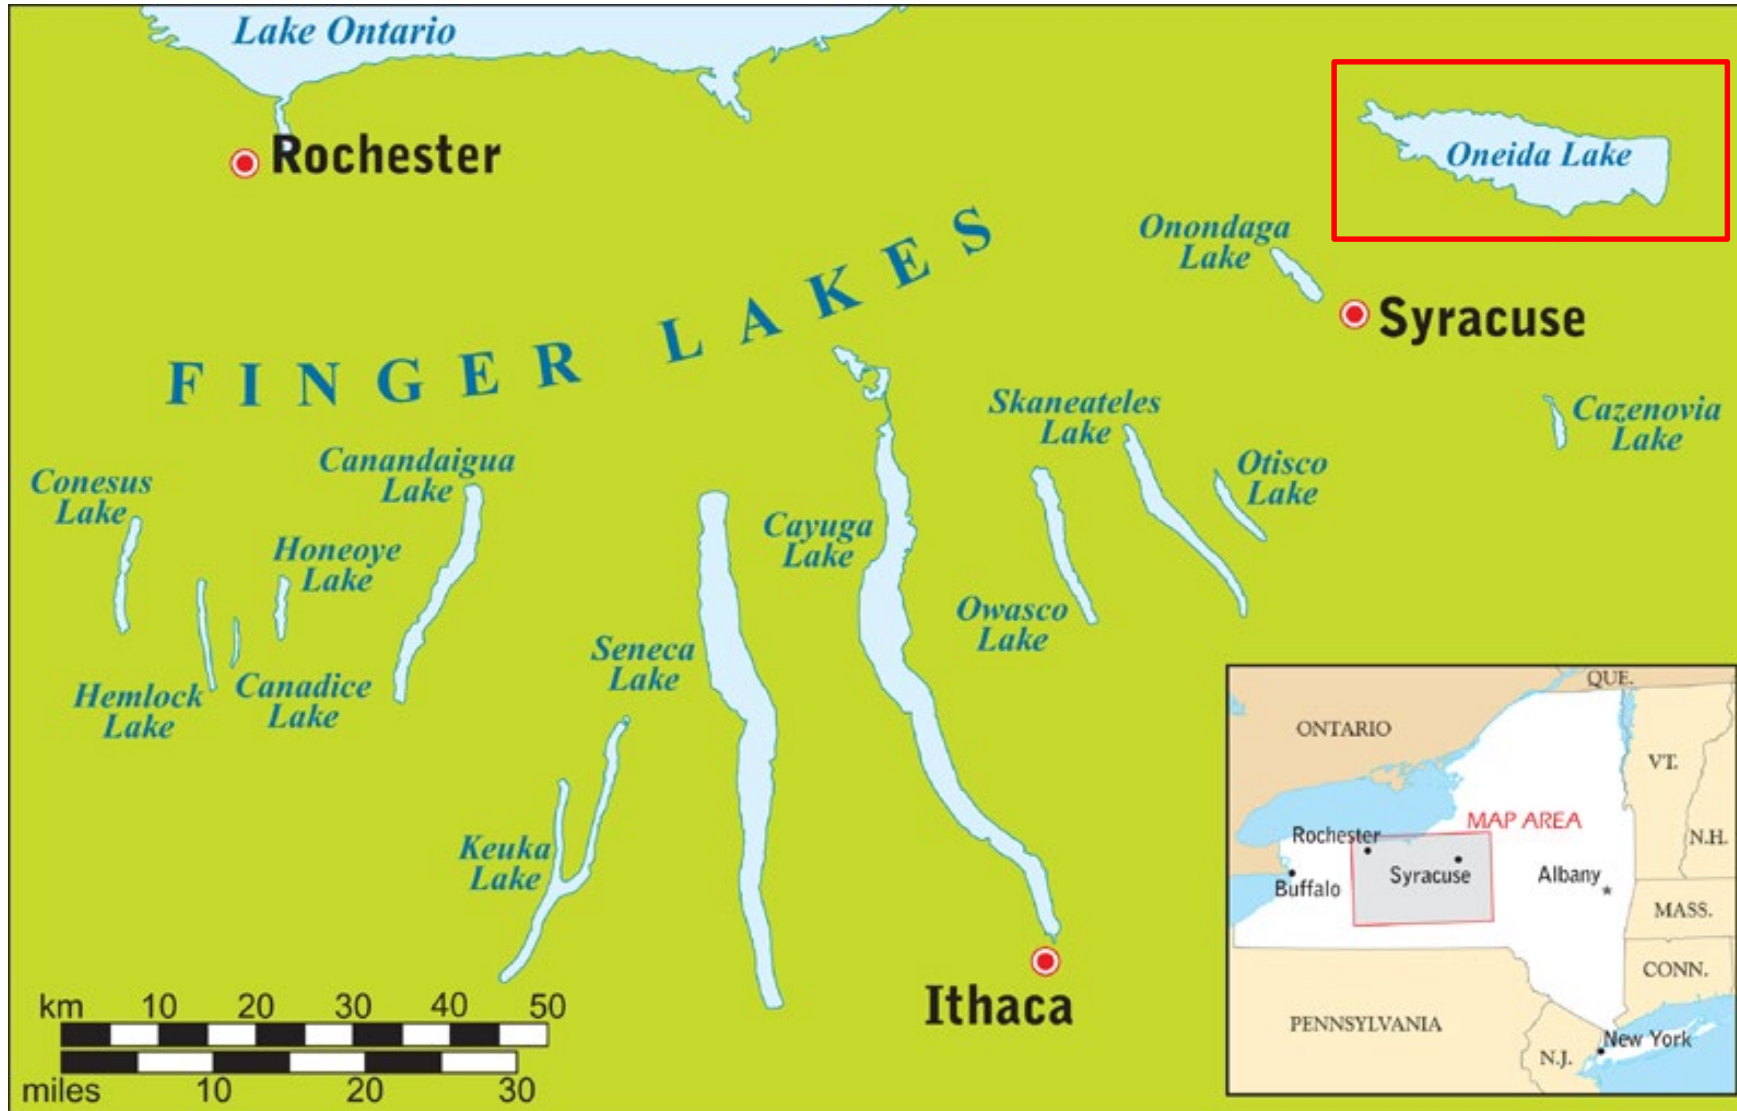 Lake Ontario
Rochester
Oneida Lake
Onondaga
Lake
Syracuse
FINGER LAKES
Skaneateles
Lake
Cazenovia
Lake
Canandaigua
Lake
Otisco
Lake
Conesus
Lake
Cayuga
Lake
Honeoye
Lake
Owasco
Lake
Seneca
Lake
Hemlock
Lake
Canadice
Lake
Keuka
Lake
Ithaca
km 10 20 30 40 50
miles 10 20 30
QUE.
ONTARIO
VT.
MAP AREA
Rochester
N.H.
Syracuse
Albany
Buffalo
MASS.
CONN.
PENNSYLVANIA
New York
N.J.